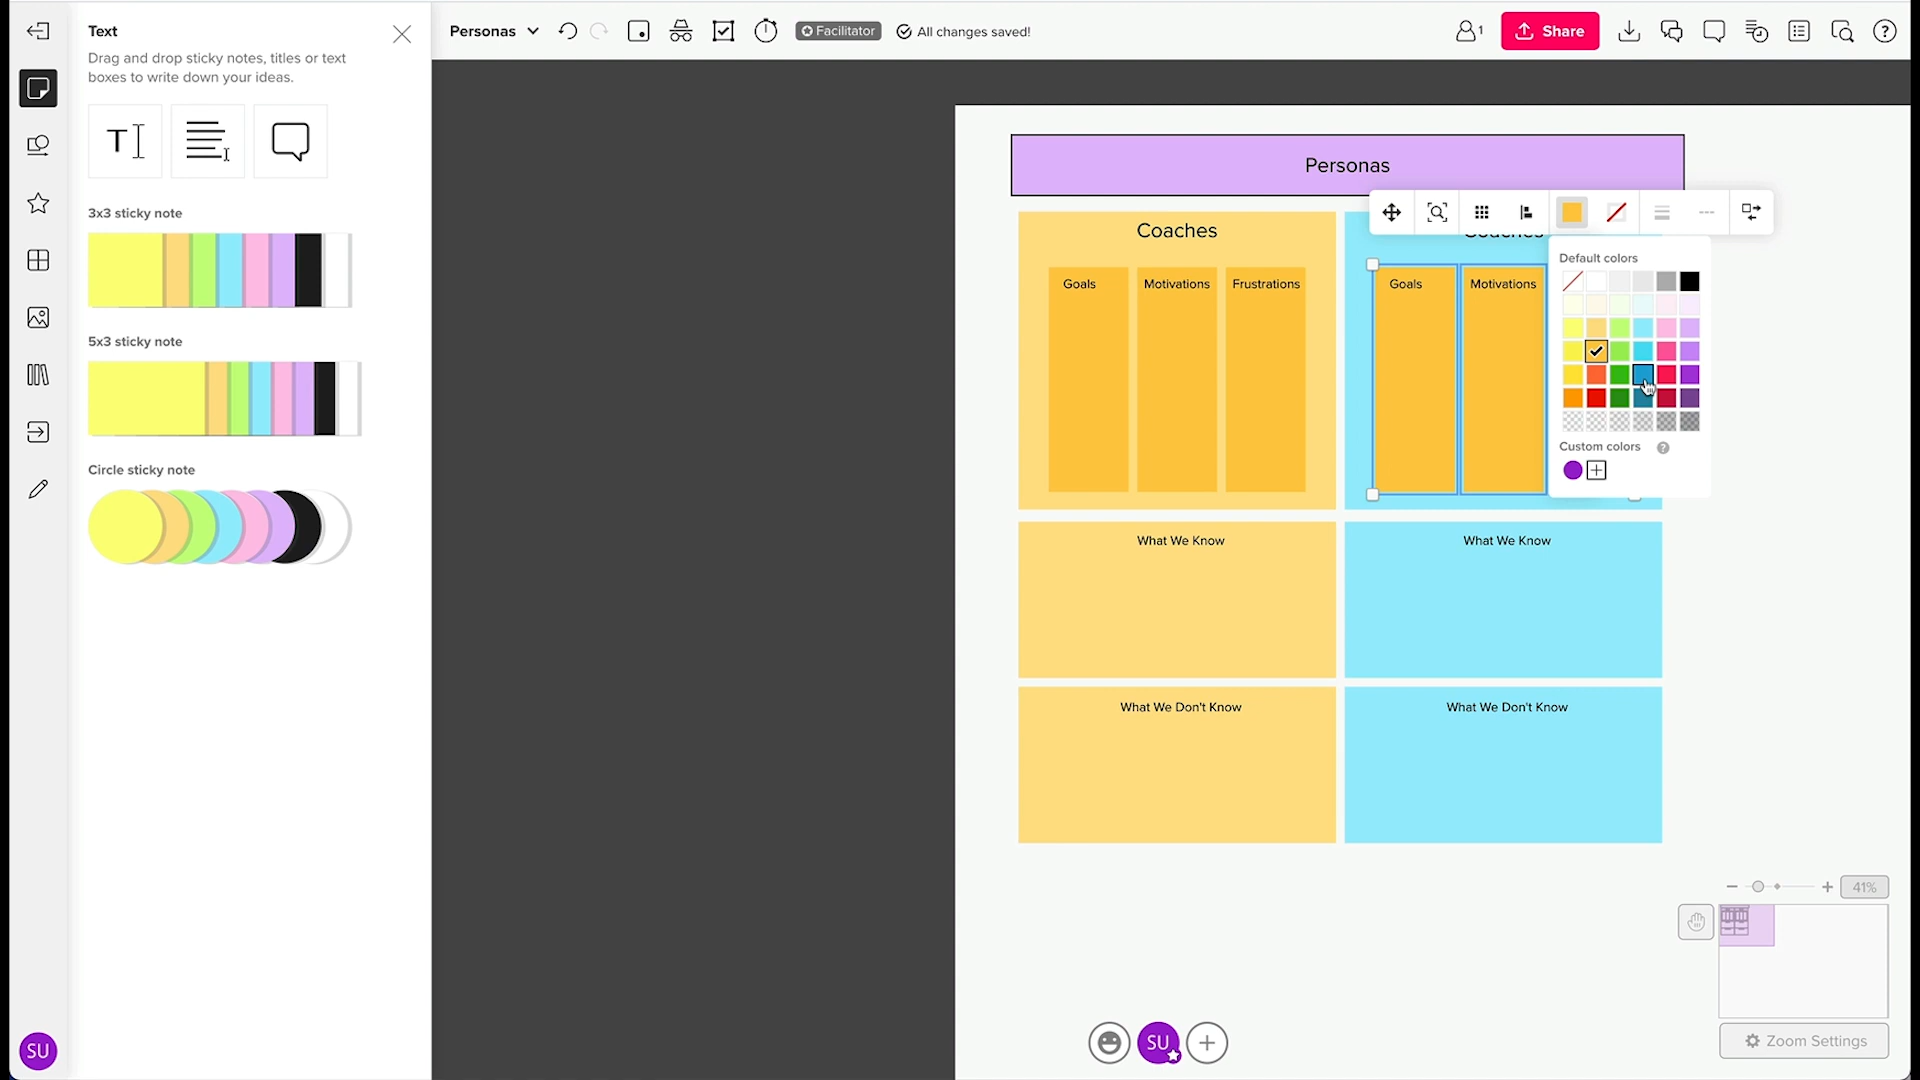 Text
Drag and drop sticky notes, titles or text
boxes to write down your ideas.
T
3x3 sticky note
5x3 sticky note
Circle sticky note
SU
Personas
Facilitator
All changes saved!
1
Share
?
Personas
Coaches
Goals
Motivations
Frustrations
What We Know
What We Don't Know
Coaches
Goals
Motivations
What We Know
What We Don't Know
Default colors
Custom colors
?
41%
Zoom Settings
SU